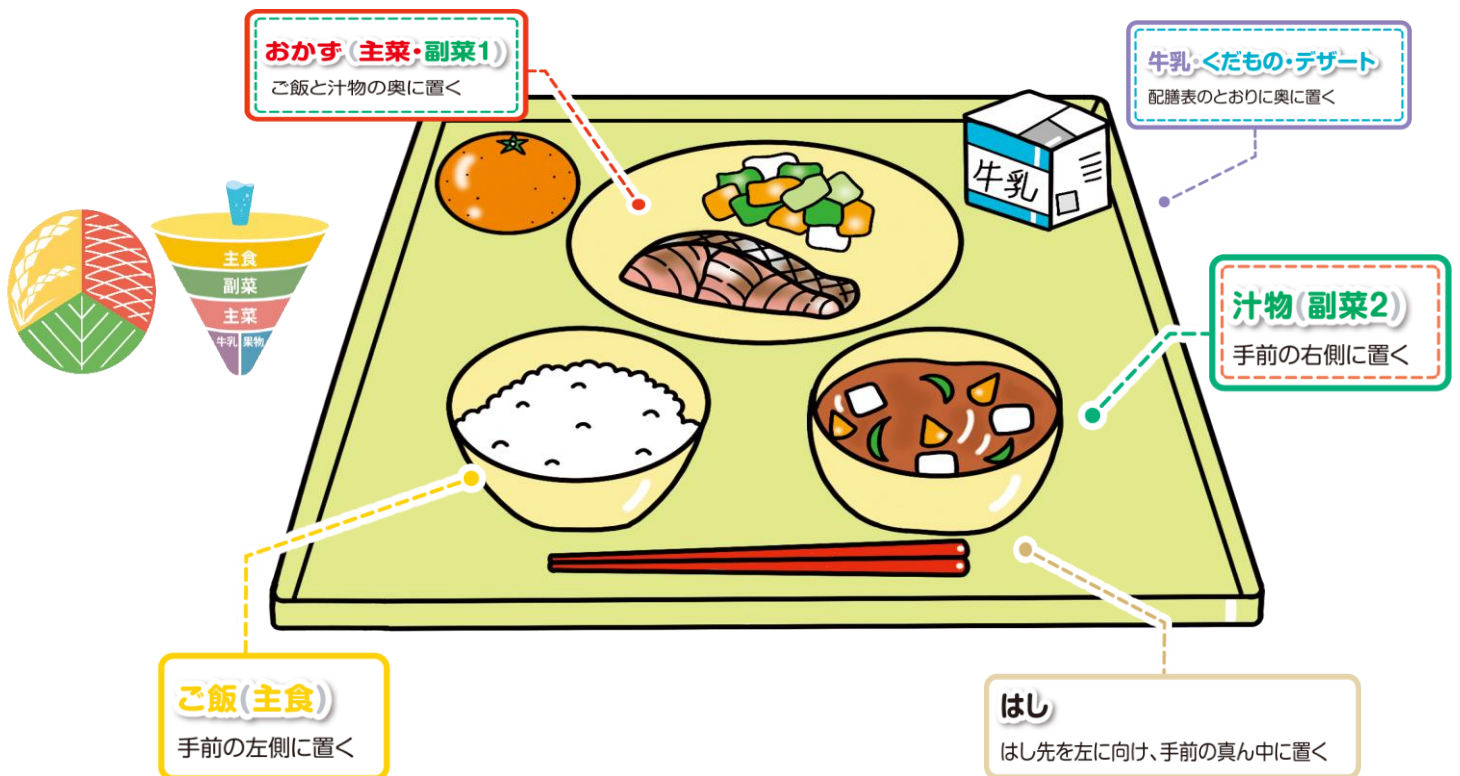 おかず(主菜・副菜1)
ご飯と汁物の奥に置く
牛乳・くだもの・デザート
配膳表のとおりに奥に置く
牛乳
主食
副菜
主菜
牛乳 果物
汁物(副菜2)
手前の右側に置く
ご飯(主食)
手前の左側に置く
はし
はし先を左に向け、手前の真ん中に置く